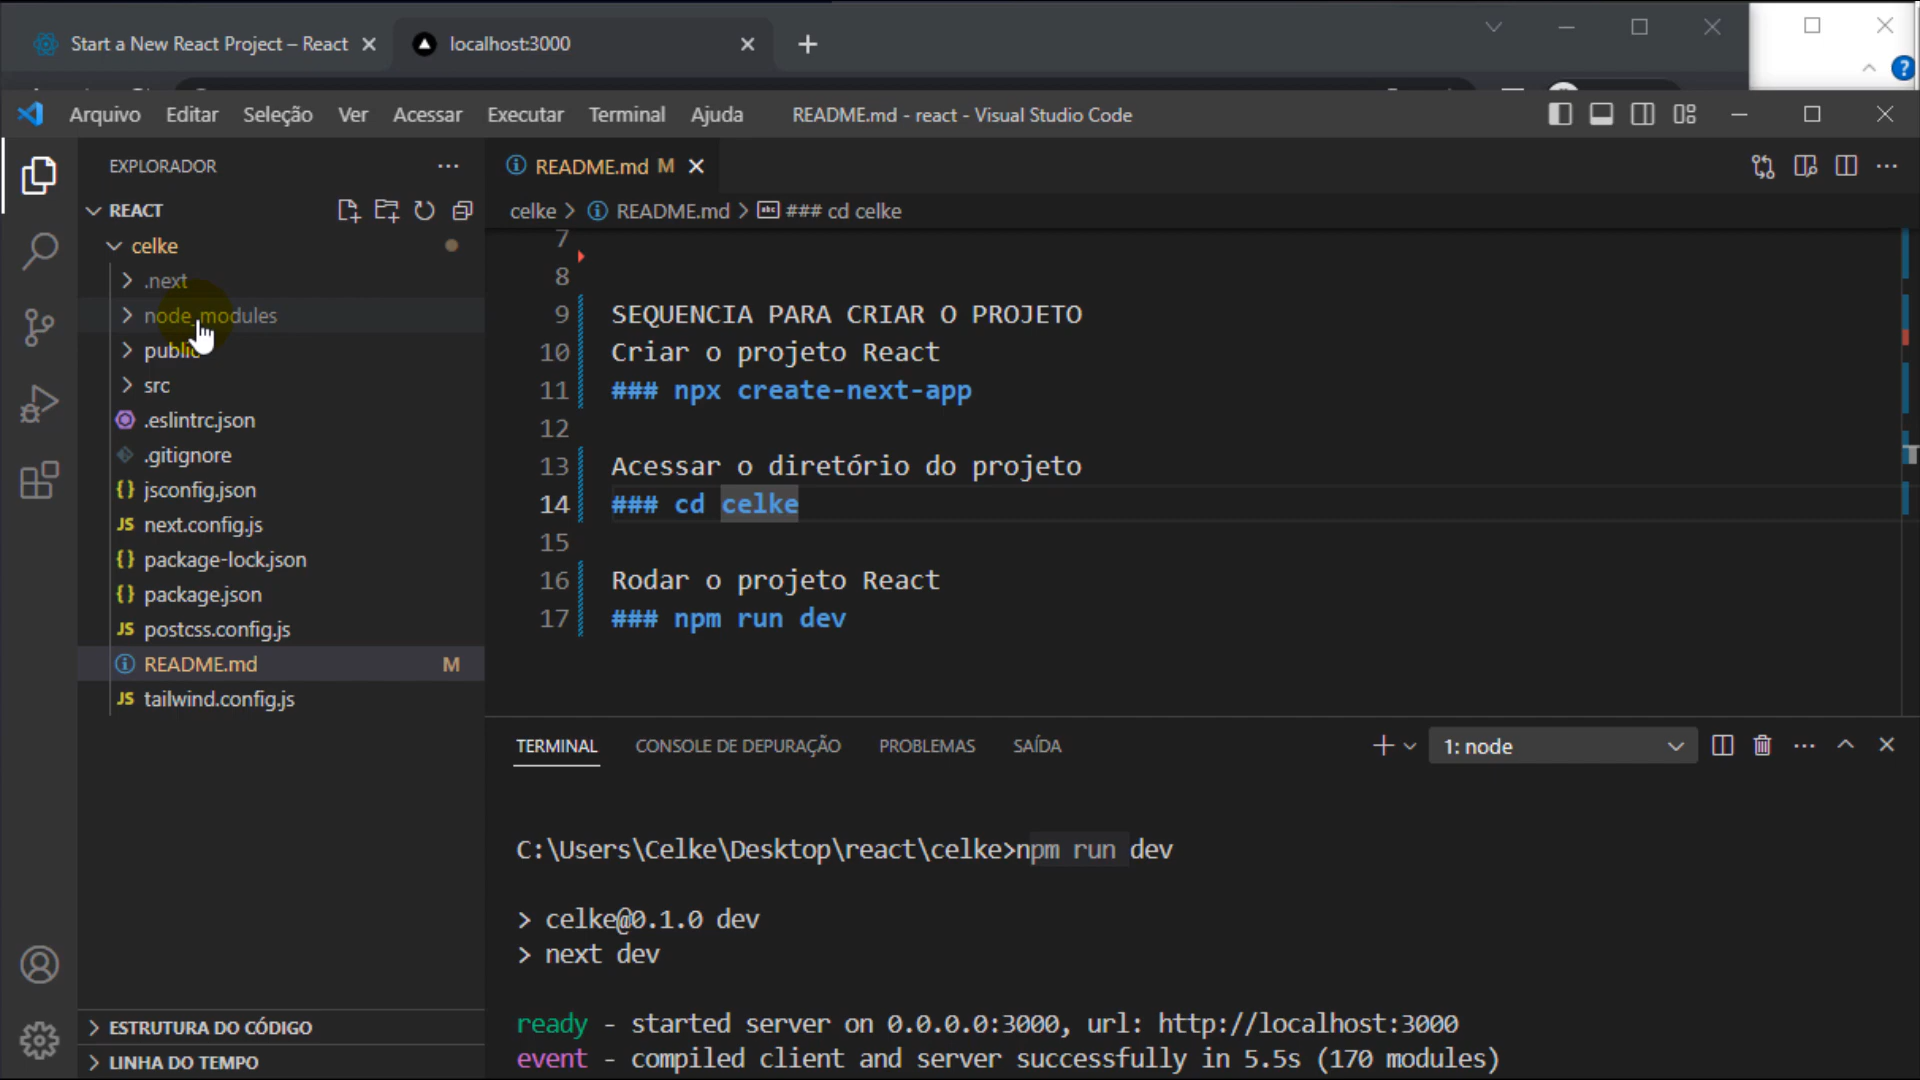 Start a New React Project – React
localhost:3000
Arquivo Editar Seleção Ver Acessar Executar Terminal Ajuda
README.md - react - Visual Studio Code
EXPLORADOR
REACT
celke
.next
node_modules
public
src
.eslintrc.json
.gitignore
jsconfig.json
next.config.js
package-lock.json
package.json
postcss.config.js
README.md M
tailwind.config.js
ESTRUTURA DO CÓDIGO
LINHA DO TEMPO
README.md M
celke > README.md > ### cd celke
7
8
9 SEQUENCIA PARA CRIAR O PROJETO
10 Criar o projeto React
11 ### npx create-next-app
12
13 Acessar o diretório do projeto
14 ### cd celke
15
16 Rodar o projeto React
17 ### npm run dev
TERMINAL CONSOLE DE DEPURAÇÃO PROBLEMAS SAÍDA
1: node
C:\Users\Celke\Desktop\react\celke>npm run dev
> celke@0.1.0 dev
> next dev
ready - started server on 0.0.0.0:3000, url: http://localhost:3000
event - compiled client and server successfully in 5.5s (170 modules)